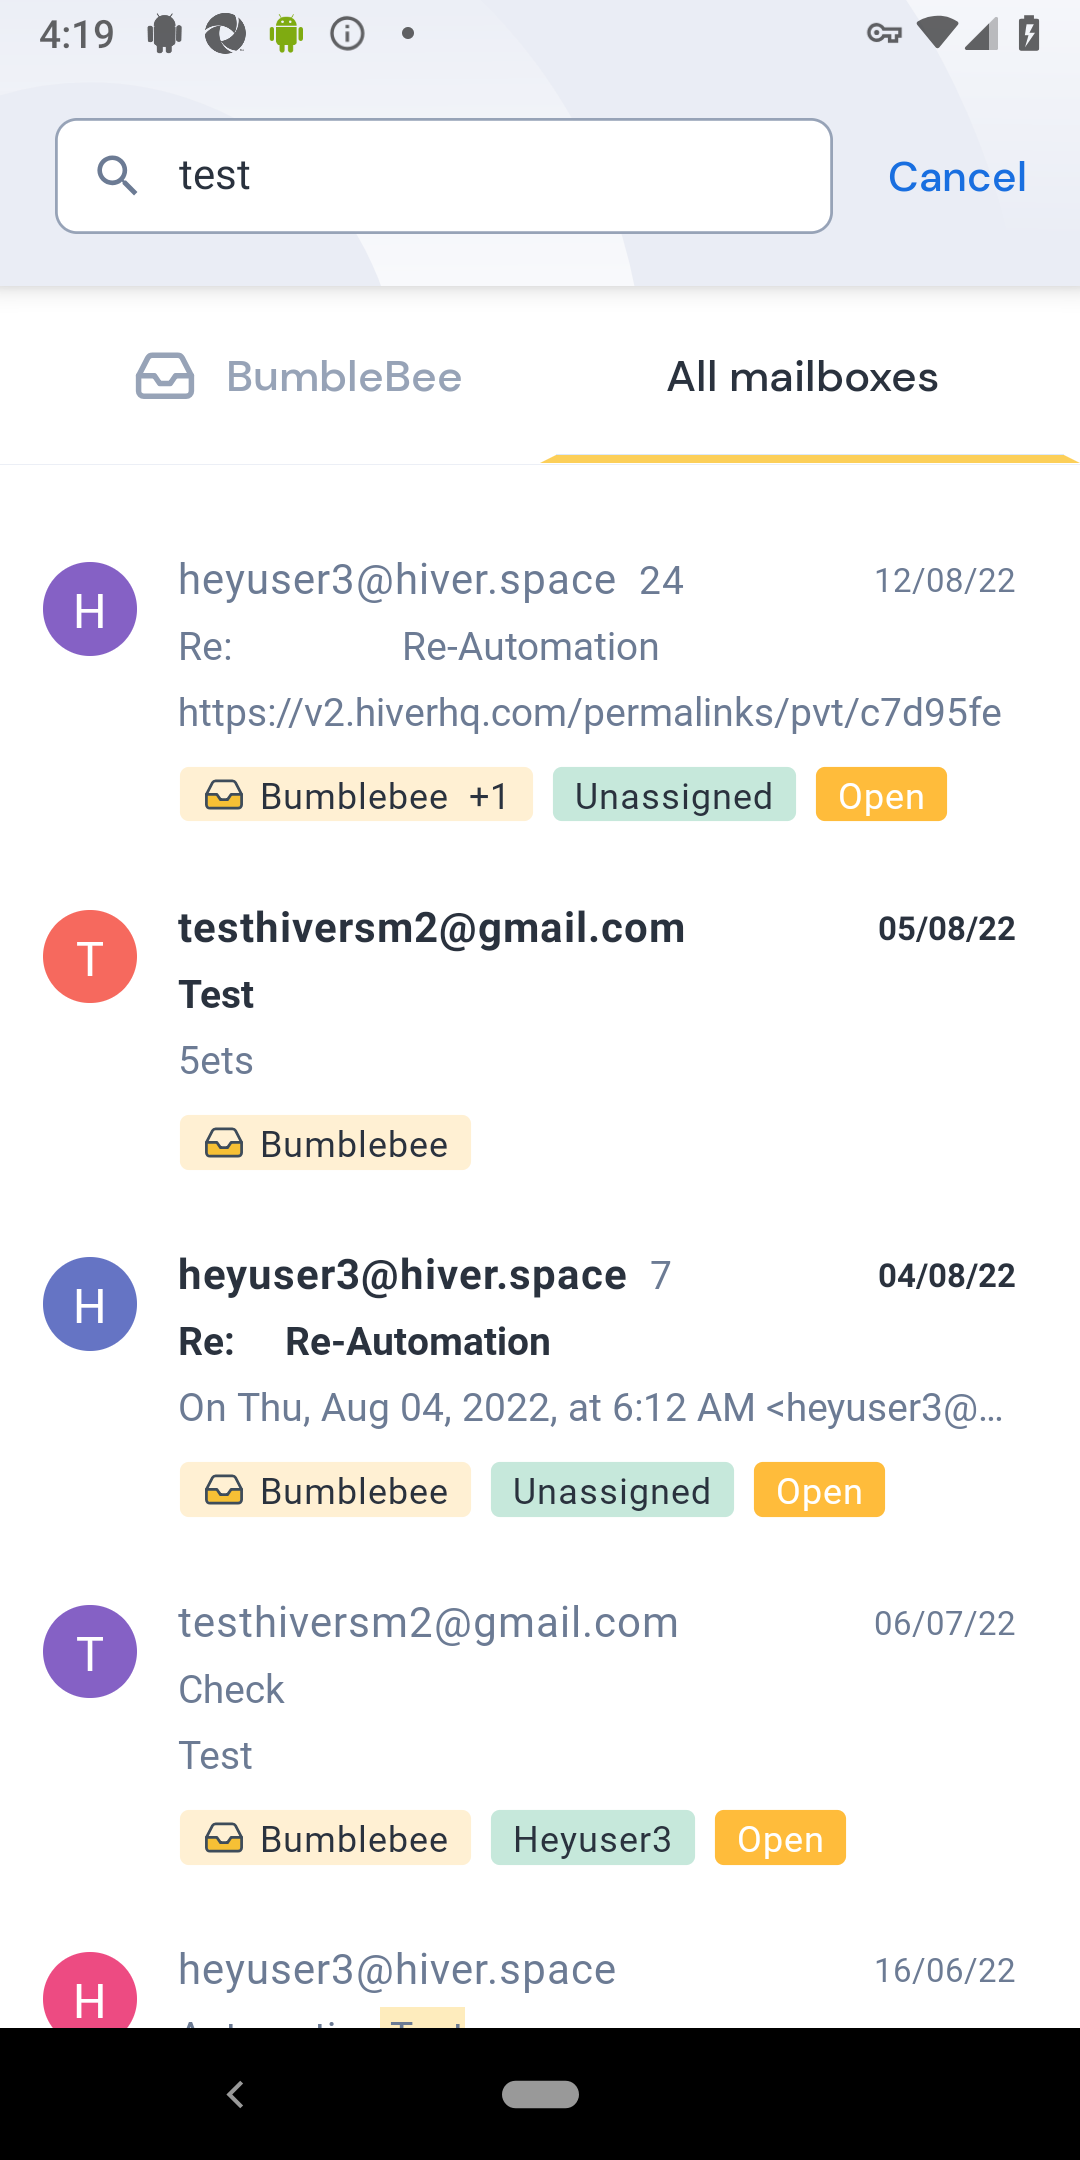 4:19
test
Cancel
BumbleBee
All mailboxes
H
heyuser3@hiver.space 24
12/08/22
Re: Re-Automation
https://v2.hiverhq.com/permalinks/pvt/c7d95fe
Bumblebee +1
Unassigned
Open
T
testhiversm2@gmail.com
05/08/22
Test
5ets
Bumblebee
H
heyuser3@hiver.space 7
04/08/22
Re: Re-Automation
On Thu, Aug 04, 2022, at 6:12 AM <heyuser3@...
Bumblebee
Unassigned
Open
T
testhiversm2@gmail.com
06/07/22
Check
Test
Bumblebee
Heyuser3
Open
H
heyuser3@hiver.space
16/06/22